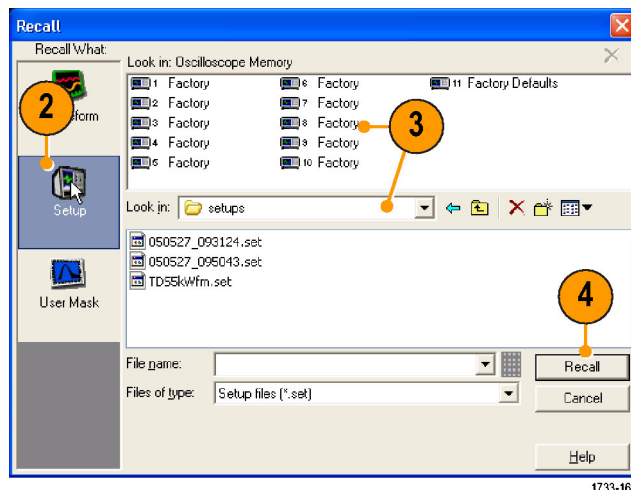 Recall
Recall What:
Look in: Oscilloscope Memory
1 Factory 6 Factory 11 Factory Defaults
2 Factory 7 Factory
3 Factory 8 Factory
4 Factory 9 Factory
5 Factory 10 Factory
2
3
Setup
Look in: setups
050527_093124.set
050527_095043.set
TDS5kWfm.set
User Mask
4
File name:
Recall
Files of type: Setup files (*.set)
Cancel
Help
1733-16